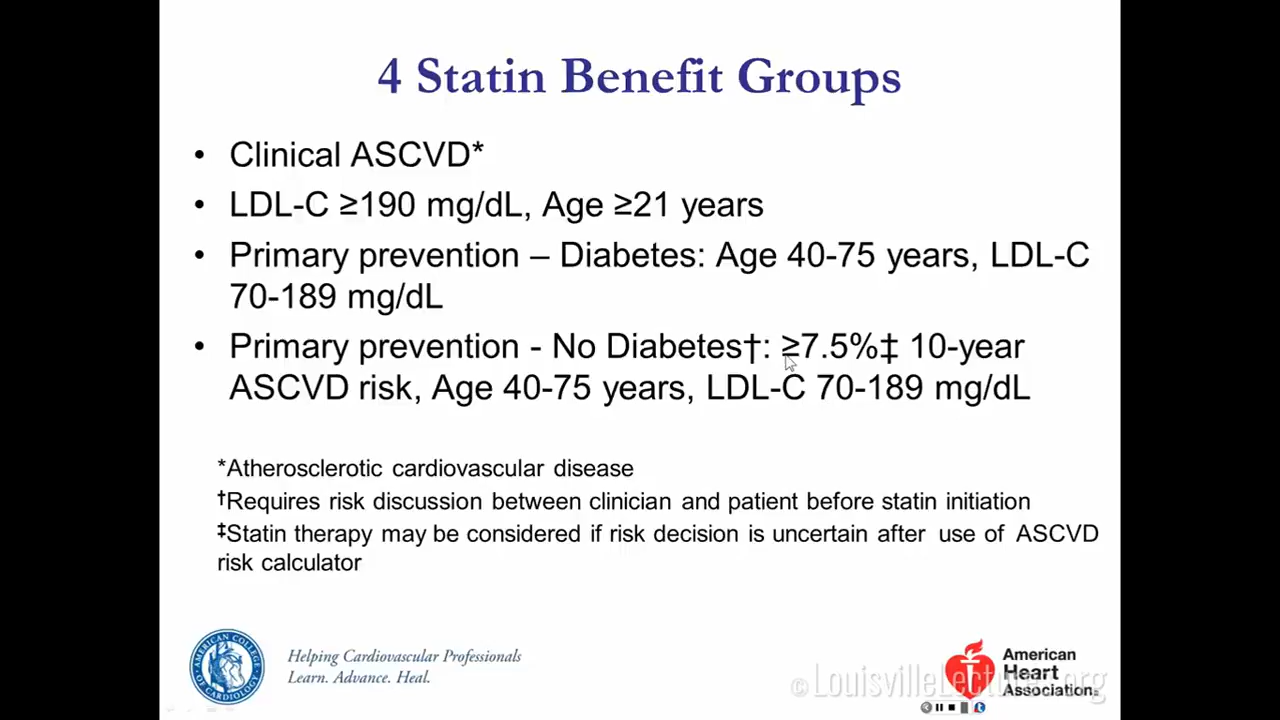 4 Statin Benefit Groups
• Clinical ASCVD*
• LDL-C ≥190 mg/dL, Age ≥21 years
• Primary prevention – Diabetes: Age 40-75 years, LDL-C
70-189 mg/dL
• Primary prevention - No Diabetes†: ≥7.5%‡ 10-year
ASCVD risk, Age 40-75 years, LDL-C 70-189 mg/dL
*Atherosclerotic cardiovascular disease
†Requires risk discussion between clinician and patient before statin initiation
‡Statin therapy may be considered if risk decision is uncertain after use of ASCVD
risk calculator
AMERICAN COLLEGE OF CARDIOLOGY
Helping Cardiovascular Professionals
Learn. Advance. Heal.
American
Heart
Association®
© LouisvilleLectures.org